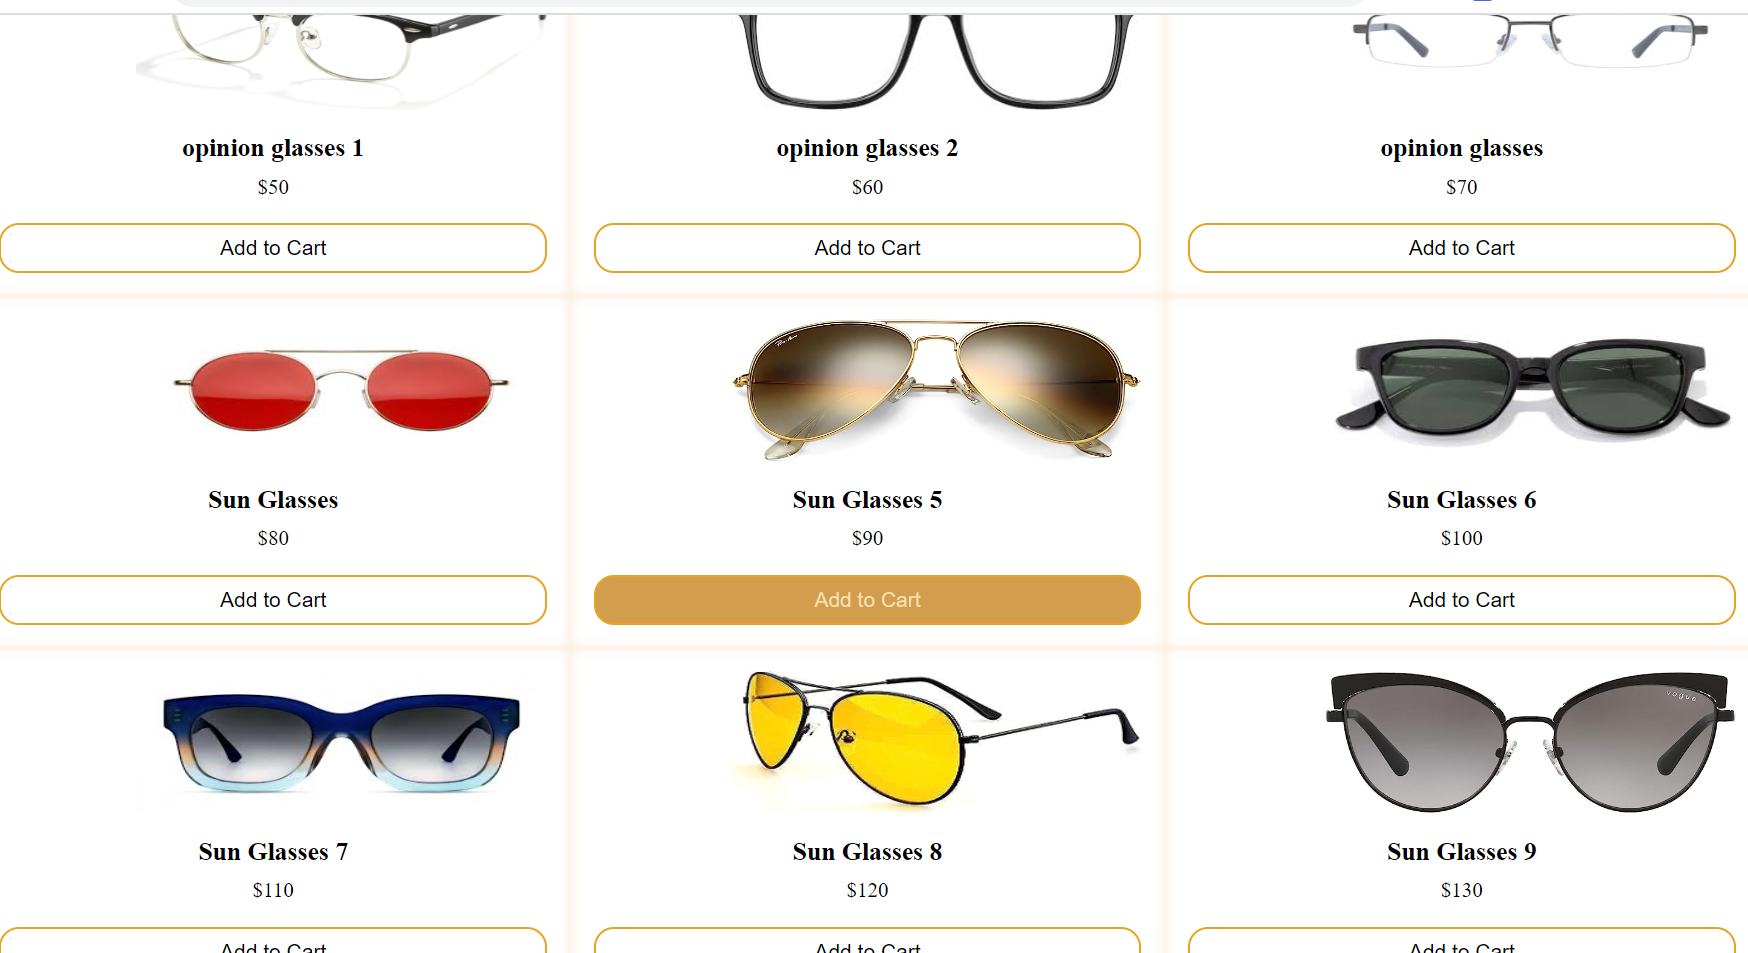 opinion glasses 1
$50
Add to Cart
opinion glasses 2
$60
Add to Cart
opinion glasses
$70
Add to Cart
Sun Glasses
$80
Add to Cart
Sun Glasses 5
$90
Add to Cart
Sun Glasses 6
$100
Add to Cart
Sun Glasses 7
$110
Add to Cart
Sun Glasses 8
$120
Add to Cart
vogue
Sun Glasses 9
$130
Add to Cart